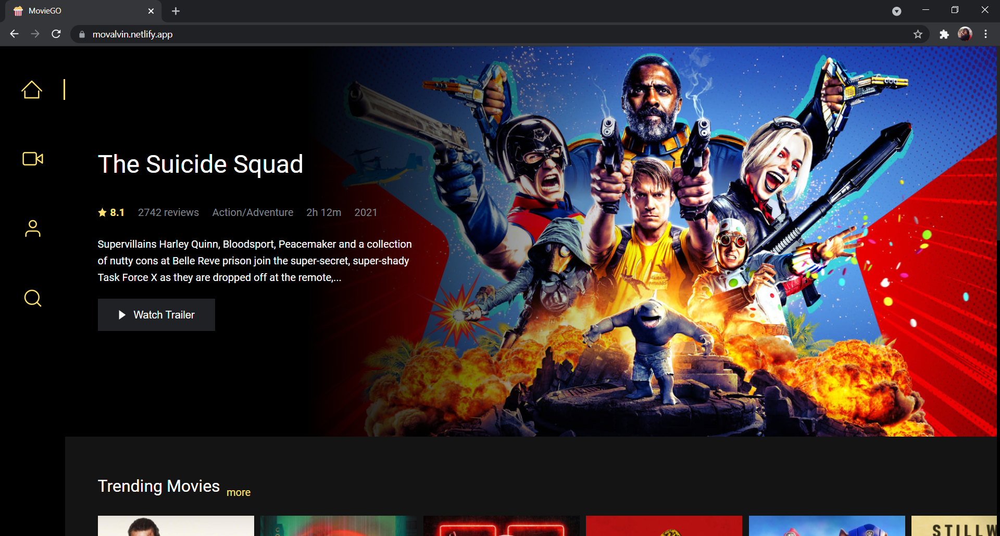 MovieGO
movalvin.netlify.app
The Suicide Squad
8.1 2742 reviews Action/Adventure 2h 12m 2021
Supervillains Harley Quinn, Bloodsport, Peacemaker and a collection
of nutty cons at Belle Reve prison join the super-secret, super-shady
Task Force X as they are dropped off at the remote,...
Watch Trailer
Trending Movies more
STILLW